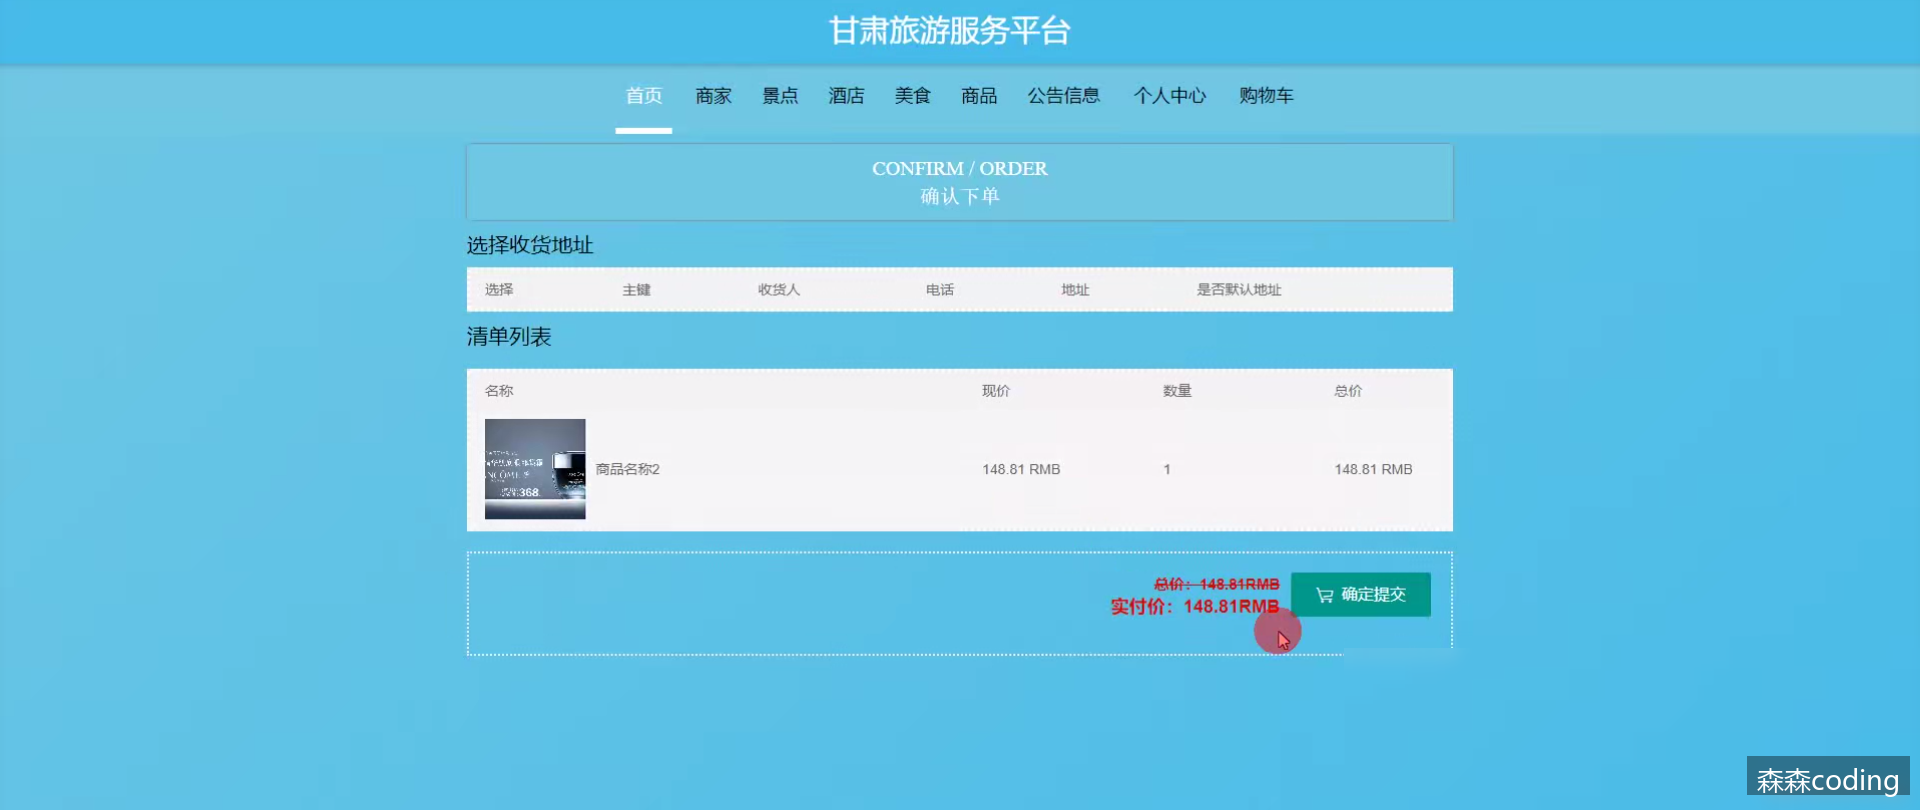 甘肃旅游服务平台
首页 商家 景点 酒店 美食 商品 公告信息 个人中心 购物车
CONFIRM / ORDER
确认下单
选择收货地址
选择 主键 收货人 电话 地址 是否默认地址
清单列表
名称 现价 数量 总价
368
商品名称2 148.81 RMB 1 148.81 RMB
总价：148.81RMB
实付价：148.81RMB
确定提交
森森coding